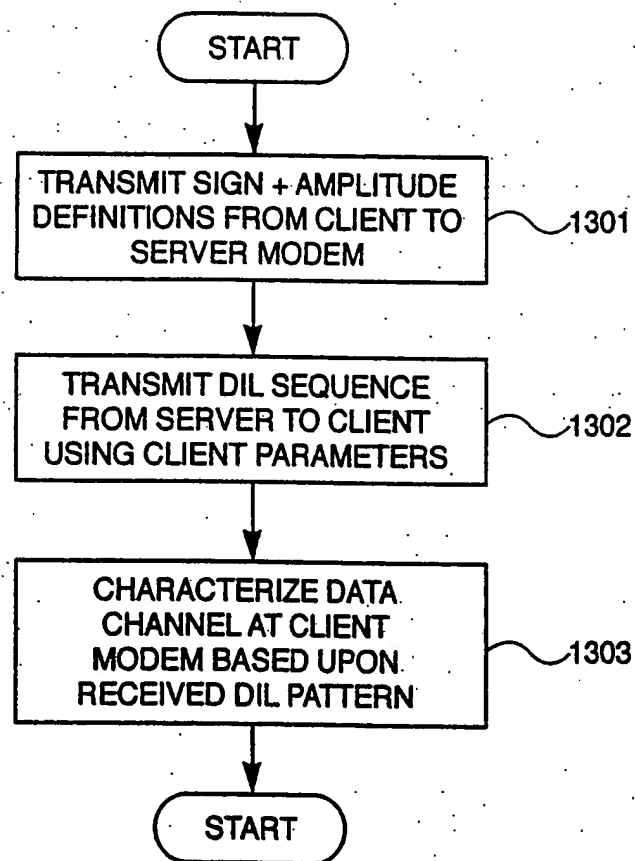 START
TRANSMIT SIGN + AMPLITUDE
DEFINITIONS FROM CLIENT TO
SERVER MODEM
1301
TRANSMIT DIL SEQUENCE
FROM SERVER TO CLIENT
USING CLIENT PARAMETERS
1302
CHARACTERIZE DATA
CHANNEL AT CLIENT
MODEM BASED UPON
RECEIVED DIL PATTERN
1303
START